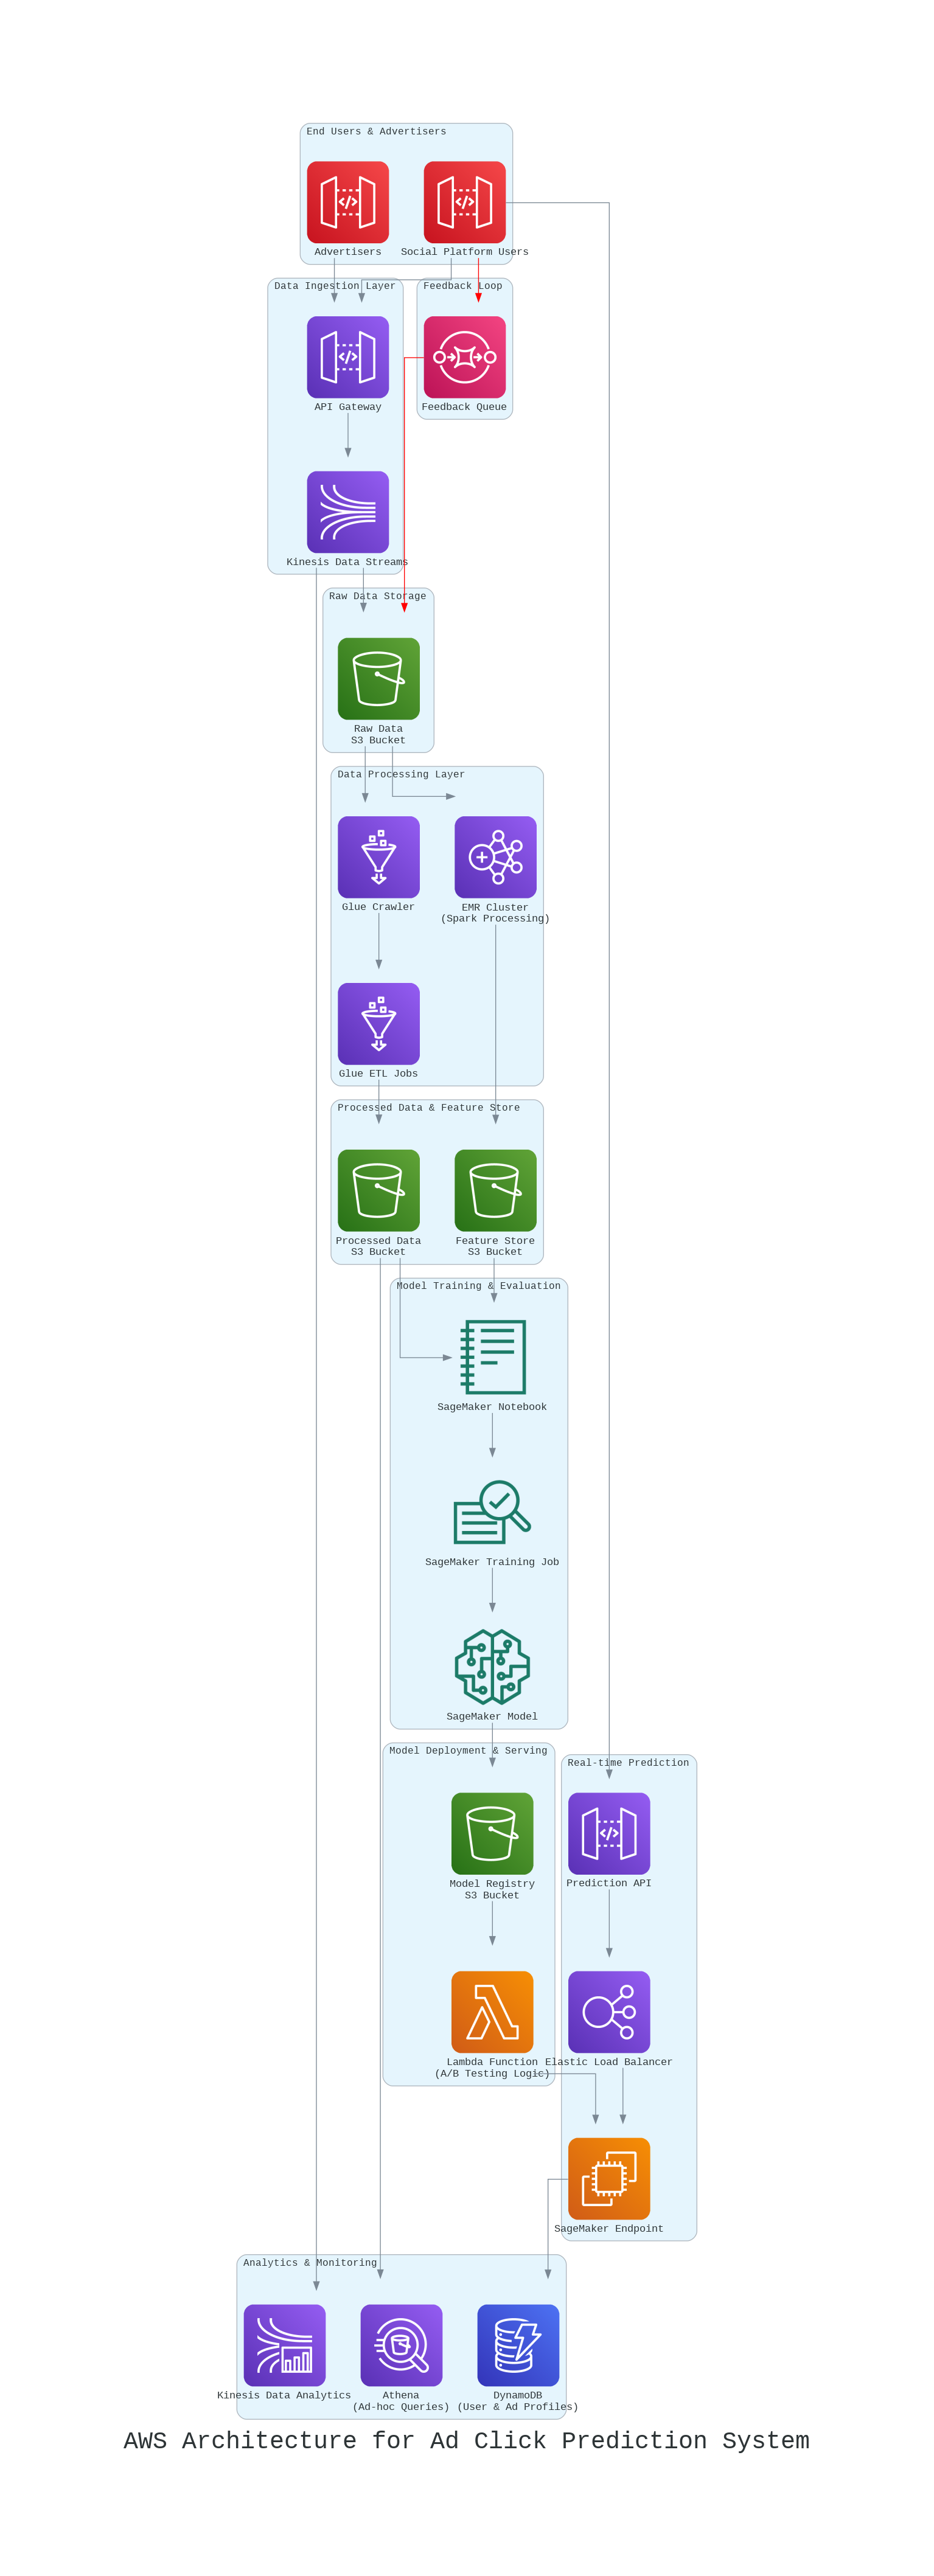 End Users & Advertisers
Advertisers
Social Platform Users
Data Ingestion Layer
Feedback Loop
API Gateway
Feedback Queue
Kinesis Data Streams
Raw Data Storage
Raw Data
S3 Bucket
Data Processing Layer
Glue Crawler
EMR Cluster
(Spark Processing)
Glue ETL Jobs
Processed Data & Feature Store
Processed Data
S3 Bucket
Feature Store
S3 Bucket
Model Training & Evaluation
SageMaker Notebook
SageMaker Training Job
SageMaker Model
Model Deployment & Serving
Real-time Prediction
Model Registry
S3 Bucket
Prediction API
Lambda Function
(A/B Testing Logic)
Elastic Load Balancer
SageMaker Endpoint
Analytics & Monitoring
Kinesis Data Analytics
Athena
(Ad-hoc Queries)
DynamoDB
(User & Ad Profiles)
AWS Architecture for Ad Click Prediction System